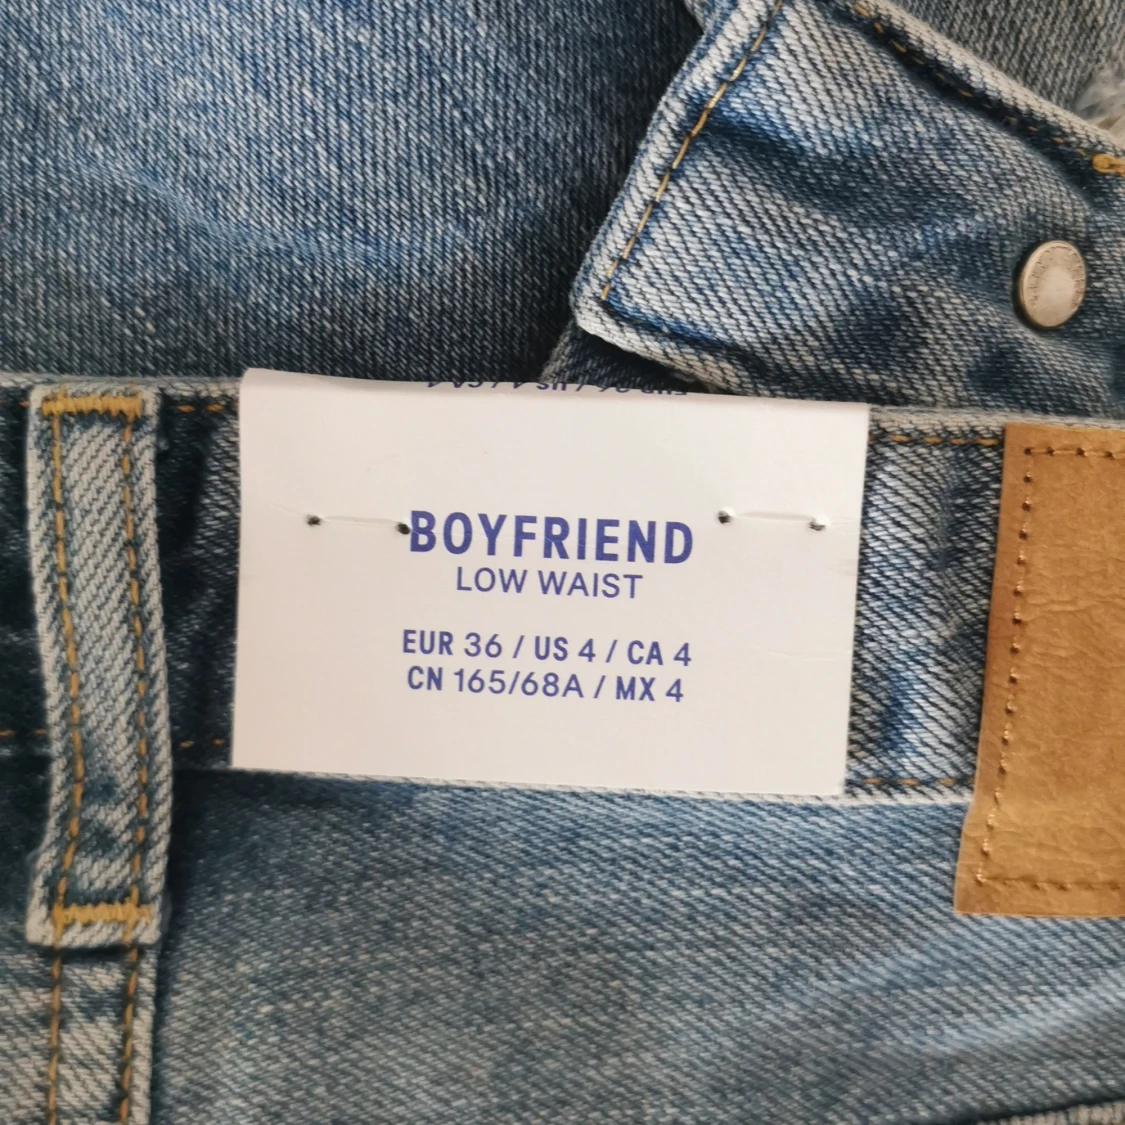 BOYFRIEND
LOW WAIST
EUR 36 / US 4 / CA 4
CN 165/68A / MX 4